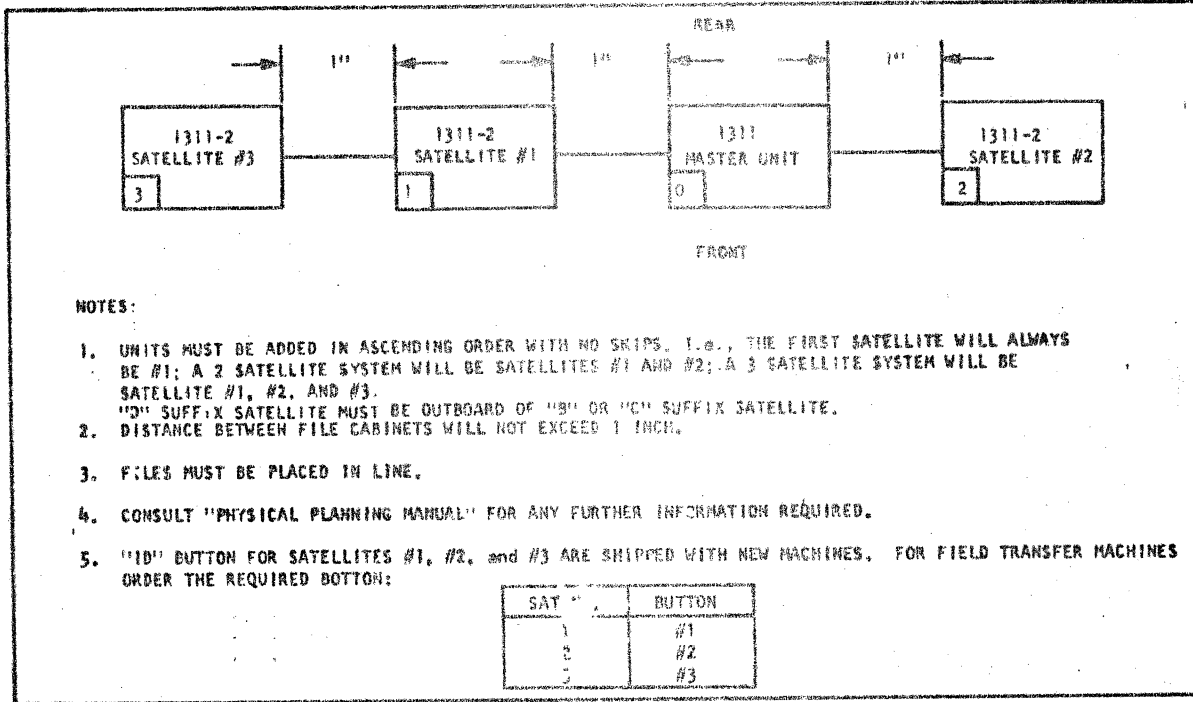 REAR
1" 1" 1"
1311-2 1311-2 1311 1311-2
SATELLITE #3 SATELLITE #1 MASTER UNIT SATELLITE #2
3 1 0 2
FRONT
NOTES:
1. UNITS MUST BE ADDED IN ASCENDING ORDER WITH NO SKIPS, I.e., THE FIRST SATELLITE WILL ALWAYS
BE #1; A 2 SATELLITE SYSTEM WILL BE SATELLITES #1 AND #2; A 3 SATELLITE SYSTEM WILL BE
SATELLITE #1, #2, AND #3.
"D" SUFFIX SATELLITE MUST BE OUTBOARD OF "B" OR "C" SUFFIX SATELLITE.
2. DISTANCE BETWEEN FILE CABINETS WILL NOT EXCEED 1 INCH.
3. FILES MUST BE PLACED IN LINE.
4. CONSULT "PHYSICAL PLANNING MANUAL" FOR ANY FURTHER INFORMATION REQUIRED.
5. "ID" BUTTON FOR SATELLITES #1, #2, and #3 ARE SHIPPED WITH NEW MACHINES. FOR FIELD TRANSFER MACHINES
ORDER THE REQUIRED BOTTON:
SAT BUTTON
1 #1
2 #2
3 #3